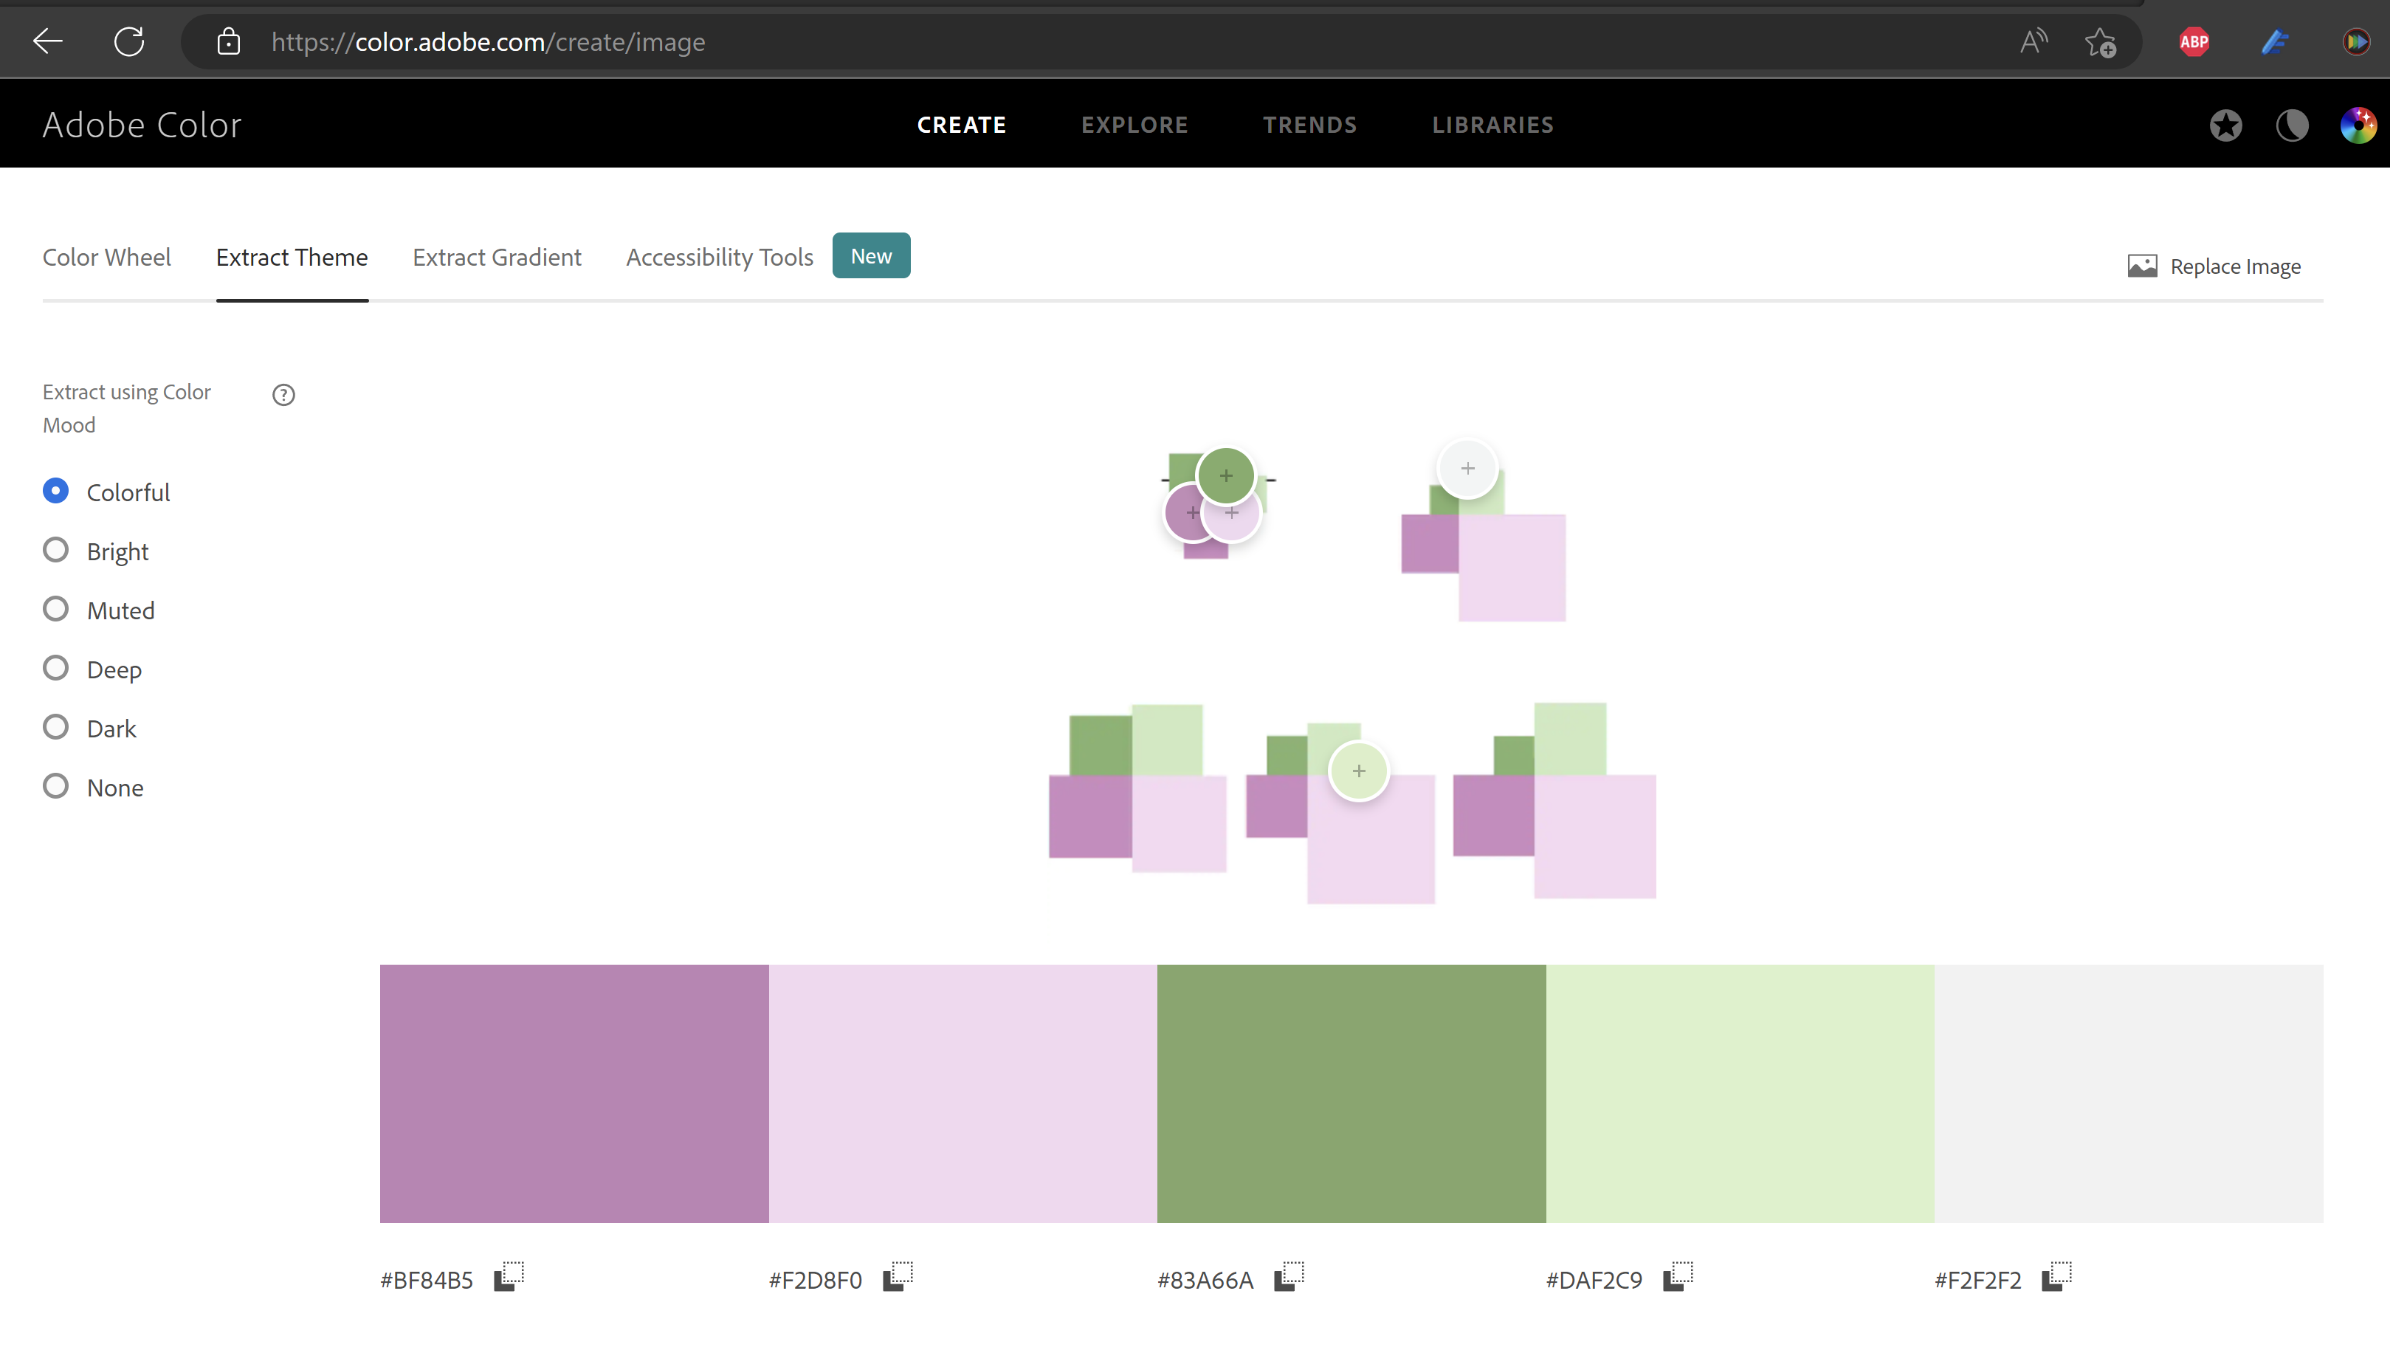 https://color.adobe.com/create/image
A
ABP
Adobe Color
CREATE EXPLORE TRENDS LIBRARIES
Color Wheel Extract Theme Extract Gradient Accessibility Tools New
Replace Image
Extract using Color
Mood
?
Colorful
Bright
Muted
Deep
Dark
None
#BF84B5 #F2D8F0 #83A66A #DAF2C9 #F2F2F2